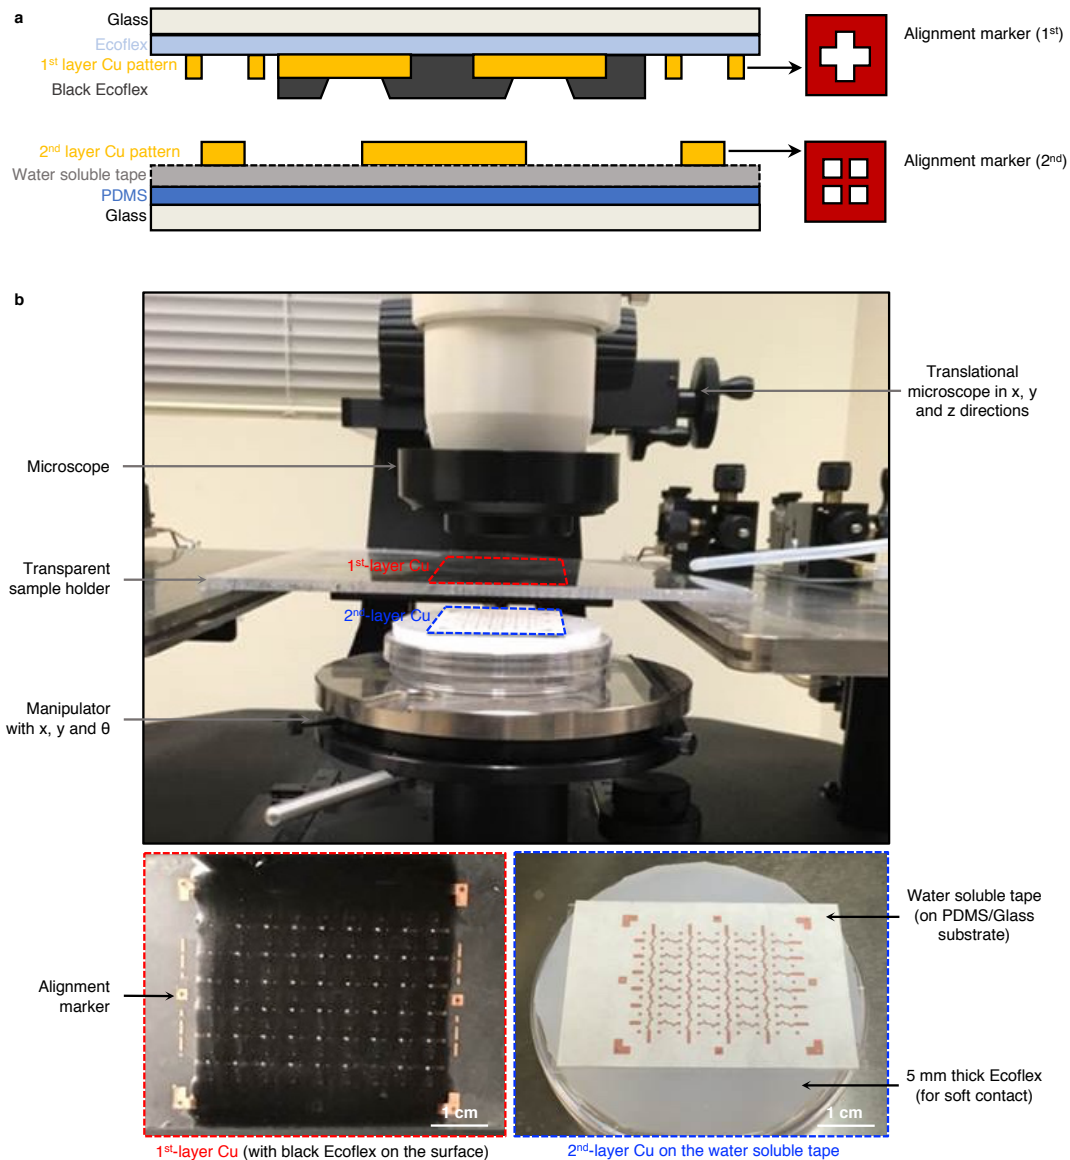 a
Glass
Ecoflex
1st layer Cu pattern
Black Ecoflex
Alignment marker (1st)
2nd layer Cu pattern
Water soluble tape
PDMS
Glass
Alignment marker (2nd)
b
Translational
microscope in x, y
and z directions
Microscope
Transparent
sample holder
1st-layer Cu
2nd-layer Cu
Manipulator
with x, y and θ
Alignment
marker
Water soluble tape
(on PDMS/Glass
substrate)
5 mm thick Ecoflex
(for soft contact)
1 cm
1 cm
1st-layer Cu (with black Ecoflex on the surface)
2nd-layer Cu on the water soluble tape